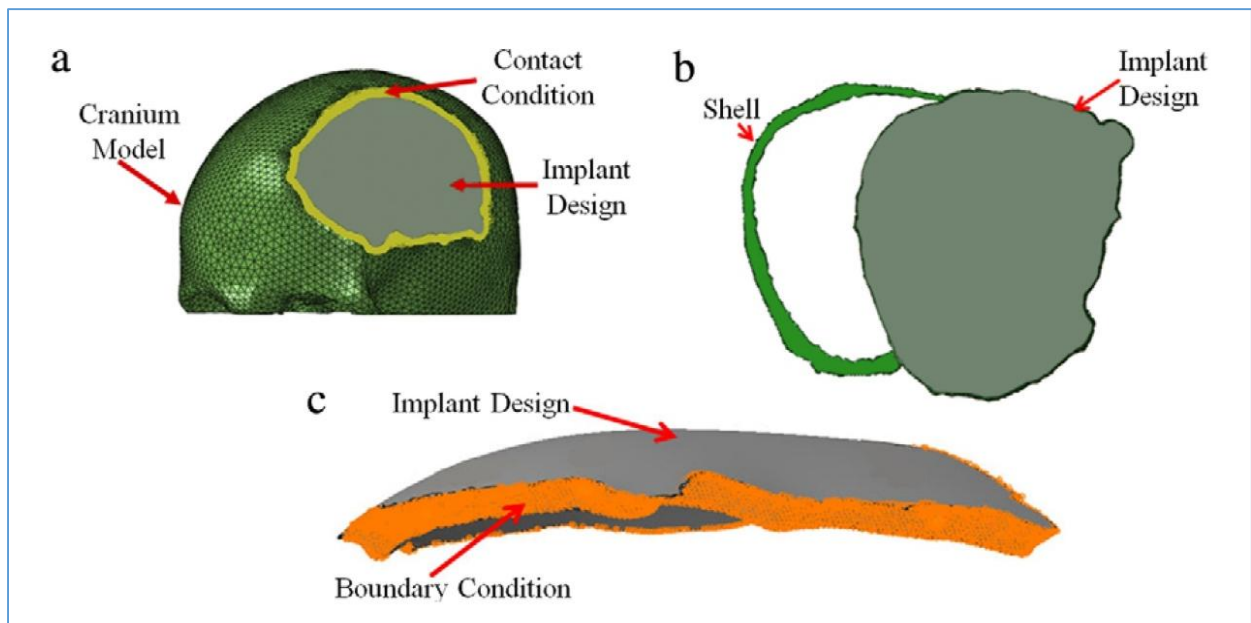 a
Contact
Condition
Cranium
Model
Implant
Design
b
Implant
Design
Shell
c
Implant Design
Boundary Condition